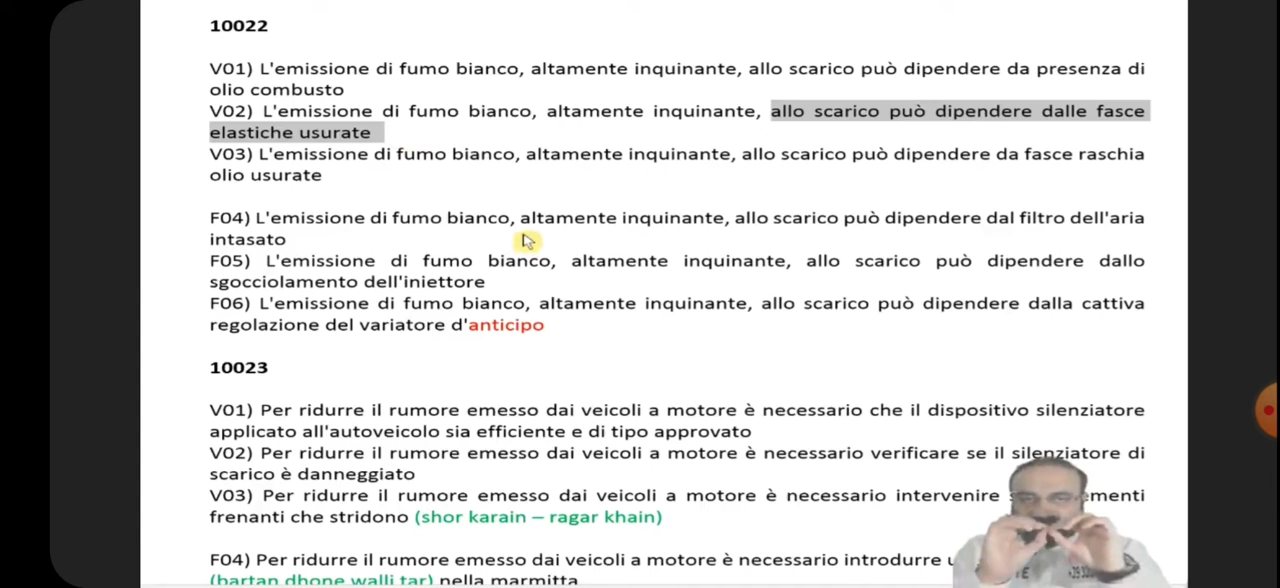 10022
V01) L'emissione di fumo bianco, altamente inquinante, allo scarico può dipendere da presenza di
olio combusto
V02) L'emissione di fumo bianco, altamente inquinante, allo scarico può dipendere dalle fasce
elastiche usurate
V03) L'emissione di fumo bianco, altamente inquinante, allo scarico può dipendere da fasce raschia
olio usurate
F04) L'emissione di fumo bianco, altamente inquinante, allo scarico può dipendere dal filtro dell'aria
intasato
F05) L'emissione di fumo bianco, altamente inquinante, allo scarico può dipendere dallo
sgocciolamento dell'iniettore
F06) L'emissione di fumo bianco, altamente inquinante, allo scarico può dipendere dalla cattiva
regolazione del variatore d'anticipo
10023
V01) Per ridurre il rumore emesso dai veicoli a motore è necessario che il dispositivo silenziatore
applicato all'autoveicolo sia efficiente e di tipo approvato
V02) Per ridurre il rumore emesso dai veicoli a motore è necessario verificare se il silenziatore di
scarico è danneggiato
V03) Per ridurre il rumore emesso dai veicoli a motore è necessario intervenire
frenanti che stridono (shor karain – ragar khain)
F04) Per ridurre il rumore emesso dai veicoli a motore è necessario introdurre
(bartan dhone walli tar) nella marmitta